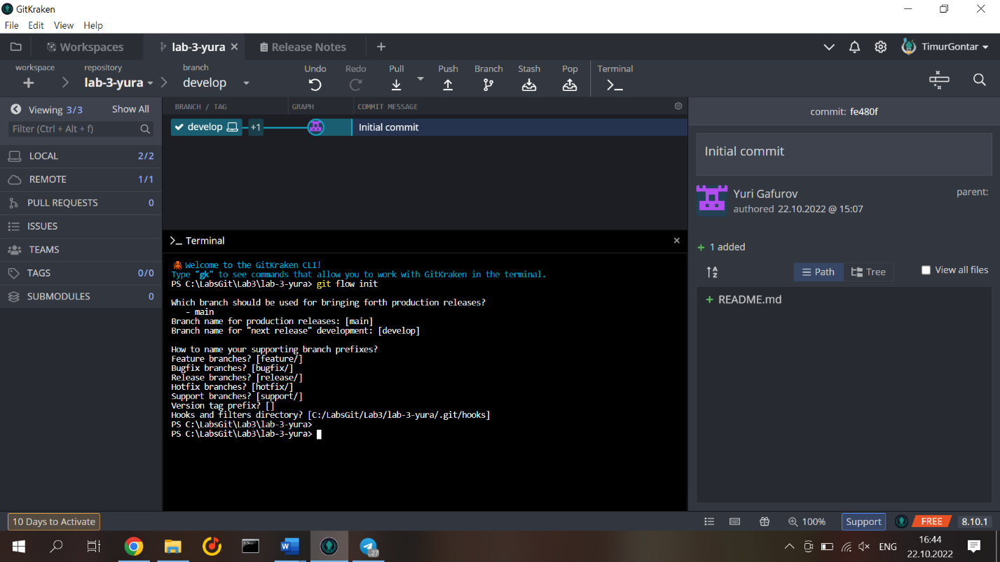 GitKraken
File Edit View Help
Workspaces lab-3-yura Release Notes TimurGontar
workspace repository branch
lab-3-yura develop
Undo Redo Pull Push Branch Stash Pop Terminal
Viewing 3/3 Show All
Filter (Ctrl + Alt + f)
LOCAL 2/2
REMOTE 1/1
PULL REQUESTS 0
ISSUES
TEAMS
TAGS 0/0
SUBMODULES 0
BRANCH / TAG GRAPH COMMIT MESSAGE
develop +1 Initial commit
>_ Terminal
Welcome to the GitKraken CLI!
Type "gk" to see commands that allow you to work with GitKraken in the terminal.
PS C:\LabsGit\Lab3\lab-3-yura> git flow init
Which branch should be used for bringing forth production releases?
- main
Branch name for production releases: [main]
Branch name for "next release" development: [develop]
How to name your supporting branch prefixes?
Feature branches? [feature/]
Bugfix branches? [bugfix/]
Release branches? [release/]
Hotfix branches? [hotfix/]
Support branches? [support/]
Version tag prefix? []
Hooks and filters directory? [C:/LabsGit/Lab3/lab-3-yura/.git/hooks]
PS C:\LabsGit\Lab3\lab-3-yura>
PS C:\LabsGit\Lab3\lab-3-yura>
commit: fe480f
Initial commit
Yuri Gafurov parent:
authored 22.10.2022 @ 15:07
+ 1 added
Path Tree View all files
+ README.md
10 Days to Activate 100% Support FREE 8.10.1
27 ENG 16:44
22.10.2022